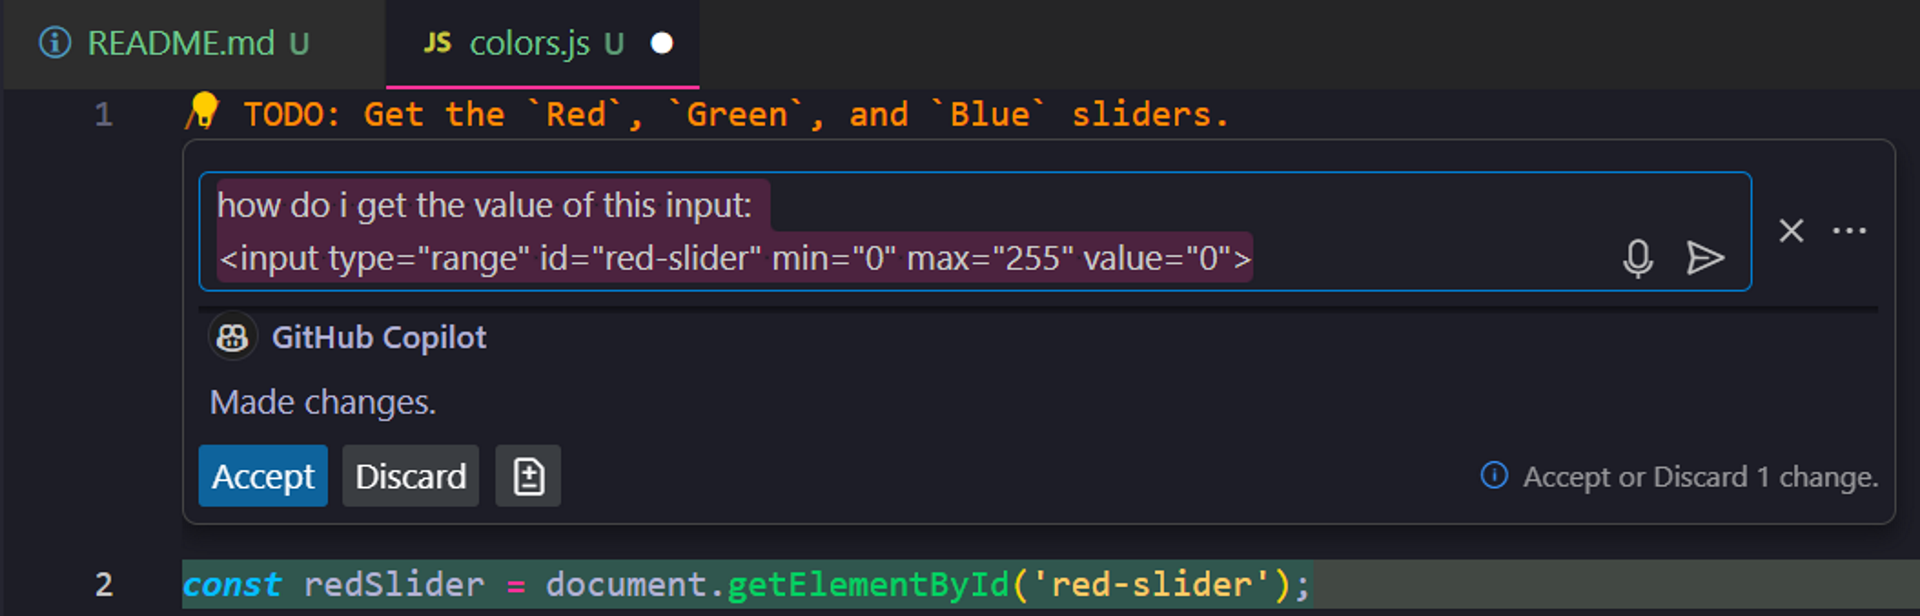 README.md U
JS colors.js U
1 // TODO: Get the `Red`, `Green`, and `Blue` sliders.
how do i get the value of this input:
<input type="range" id="red-slider" min="0" max="255" value="0">
GitHub Copilot
Made changes.
Accept Discard
Accept or Discard 1 change.
2 const redSlider = document.getElementById('red-slider');